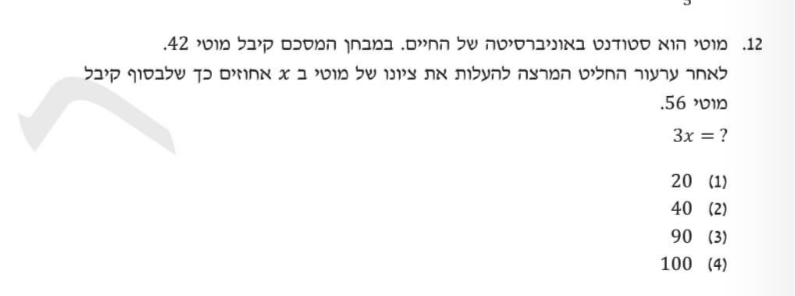 12. מוטי הוא סטודנט באוניברסיטה של החיים. במבחן המסכם קיבל מוטי 42.
לאחר ערעור החליט המרצה להעלות את ציונו של מוטי ב x אחוזים כך שלבסוף קיבל
מוטי 56.
3x = ?
(1) 20
(2) 40
(3) 90
(4) 100